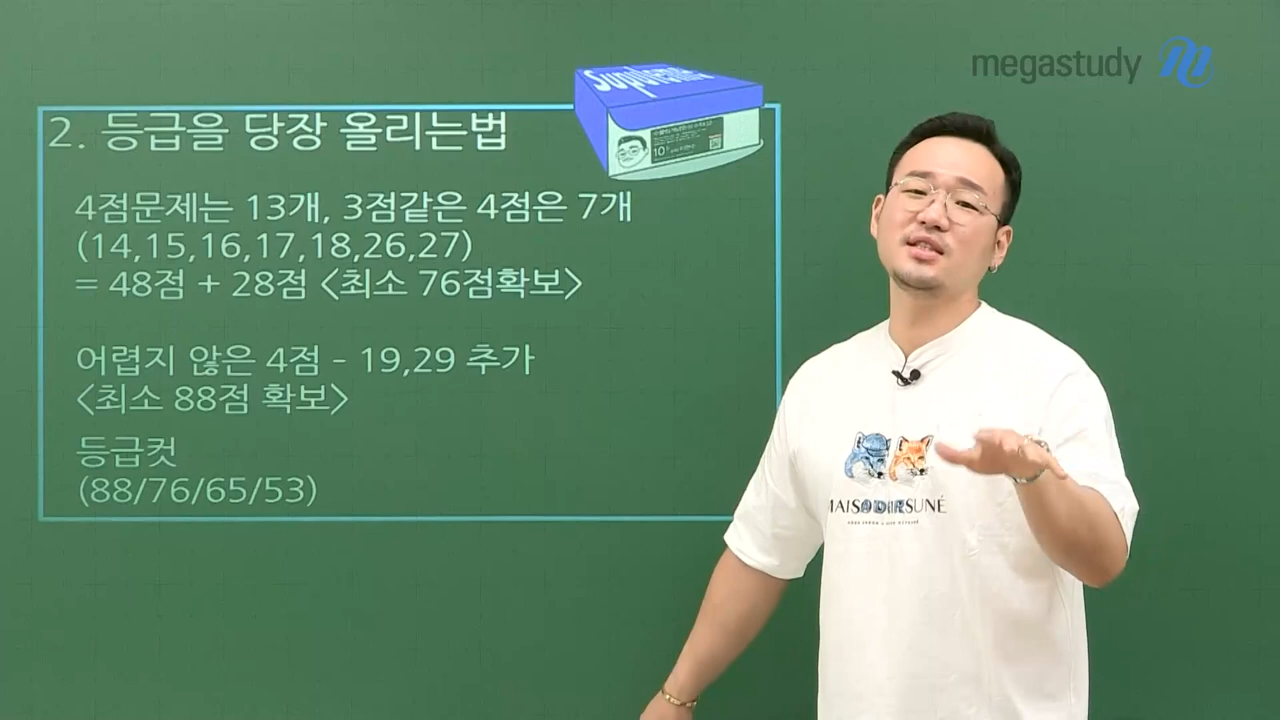 megastudy
Supreme
2. 등급을 당장 올리는법
10
4점문제는 13개, 3점같은 4점은 7개
(14,15,16,17,18,26,27)
= 48점 + 28점 <최소 76점확보>
어렵지 않은 4점 - 19,29 추가
<최소 88점 확보>
등급컷
(88/76/65/53)